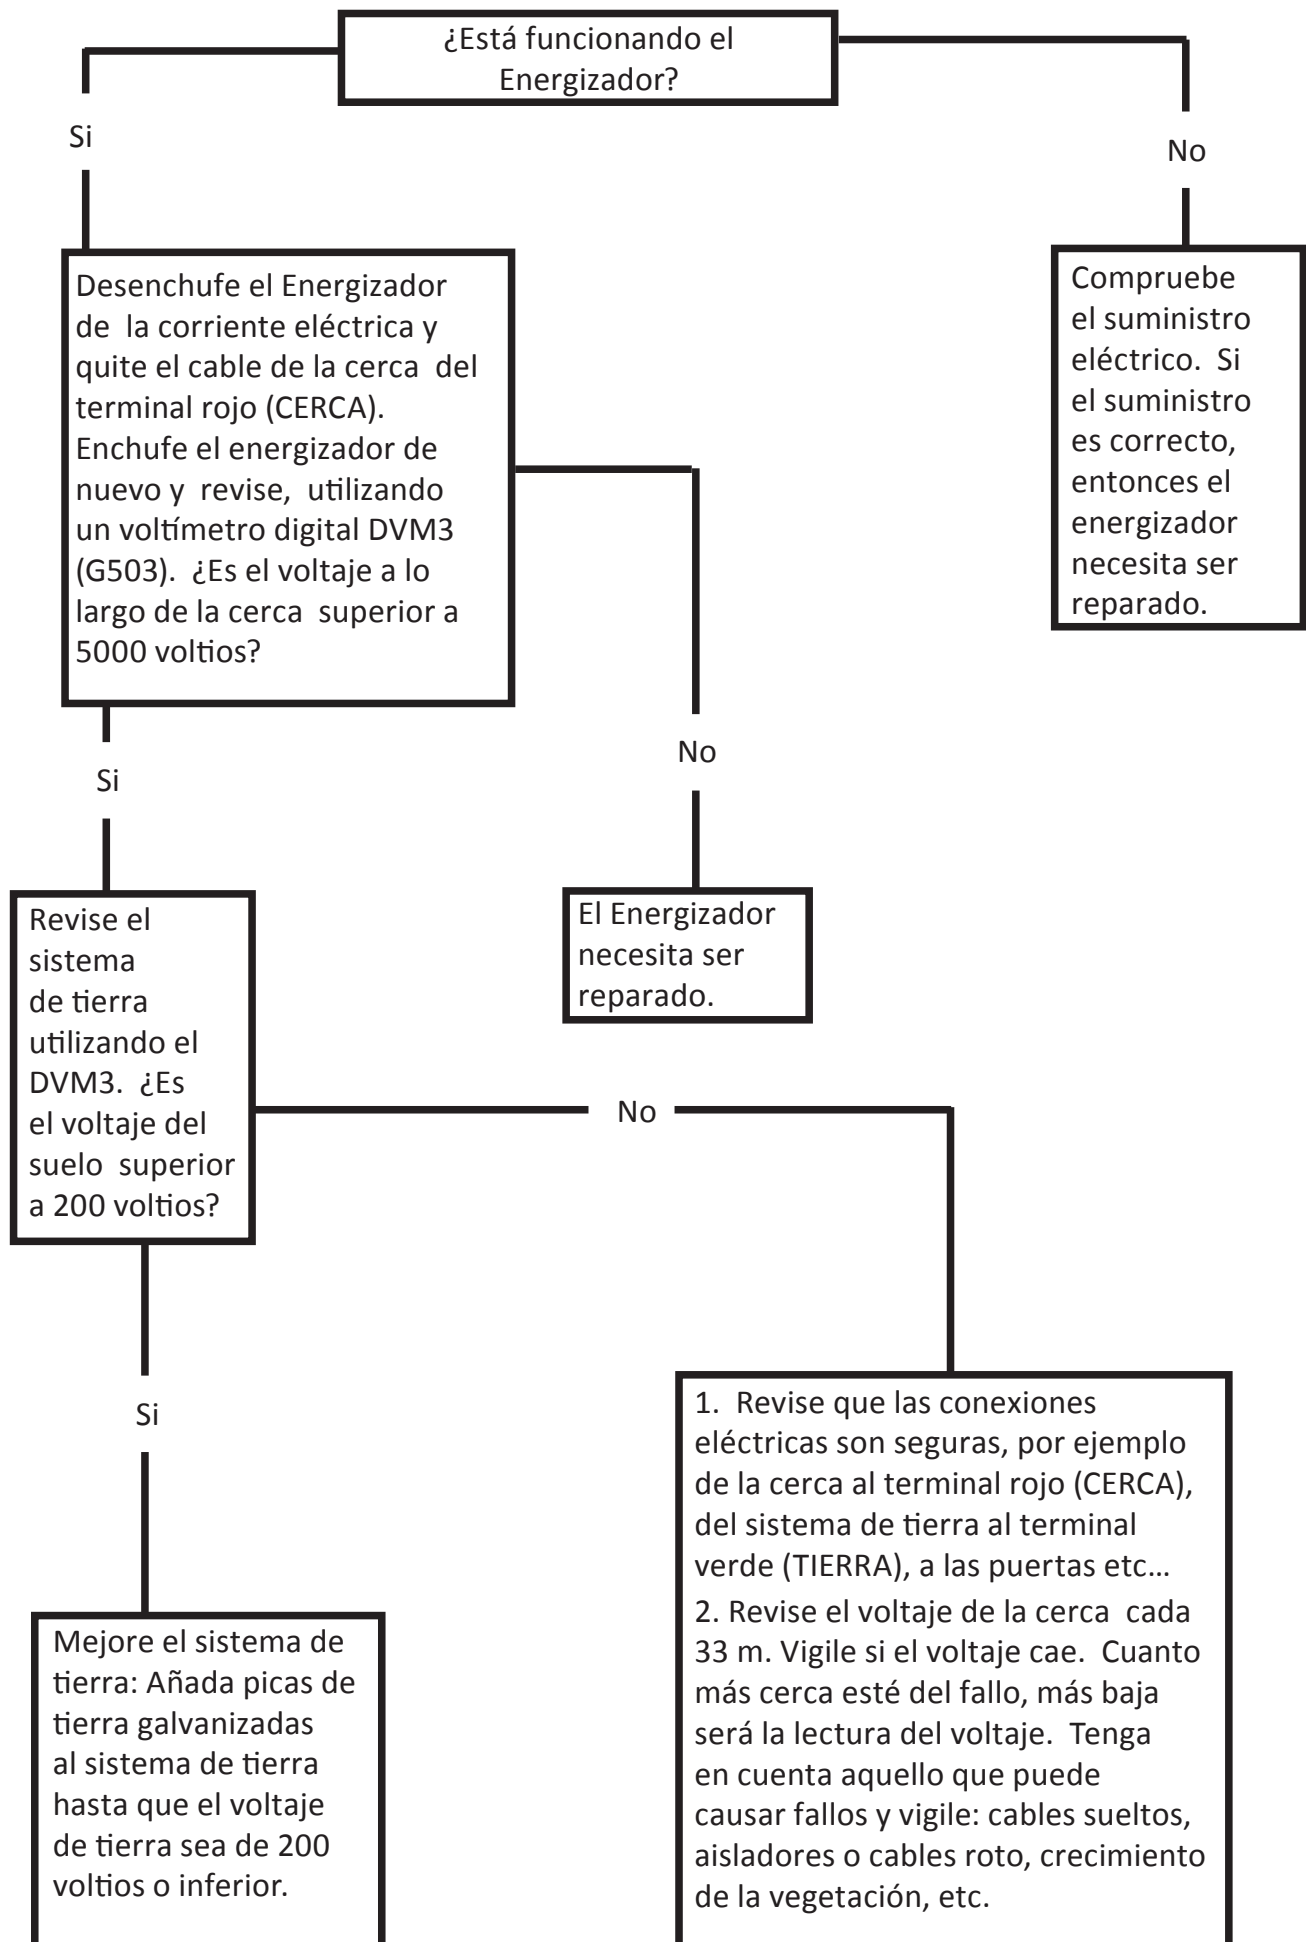 ¿Está funcionando el
Energizador?
Si
No
Desenchufe el Energizador
de la corriente eléctrica y
quite el cable de la cerca del
terminal rojo (CERCA).
Enchufe el energizador de
nuevo y revise, utilizando
un voltímetro digital DVM3
(G503). ¿Es el voltaje a lo
largo de la cerca superior a
5000 voltios?
Compruebe
el suministro
eléctrico. Si
el suministro
es correcto,
entonces el
energizador
necesita ser
reparado.
Si
No
Revise el
sistema
de tierra
utilizando el
DVM3. ¿Es
el voltaje del
suelo superior
a 200 voltios?
El Energizador
necesita ser
reparado.
No
Si
1. Revise que las conexiones
eléctricas son seguras, por ejemplo
de la cerca al terminal rojo (CERCA),
del sistema de tierra al terminal
verde (TIERRA), a las puertas etc...
2. Revise el voltaje de la cerca cada
33 m. Vigile si el voltaje cae. Cuanto
más cerca esté del fallo, más baja
será la lectura del voltaje. Tenga
en cuenta aquello que puede
causar fallos y vigile: cables sueltos,
aisladores o cables roto, crecimiento
de la vegetación, etc.
Mejore el sistema de
tierra: Añada picas de
tierra galvanizadas
al sistema de tierra
hasta que el voltaje
de tierra sea de 200
voltios o inferior.